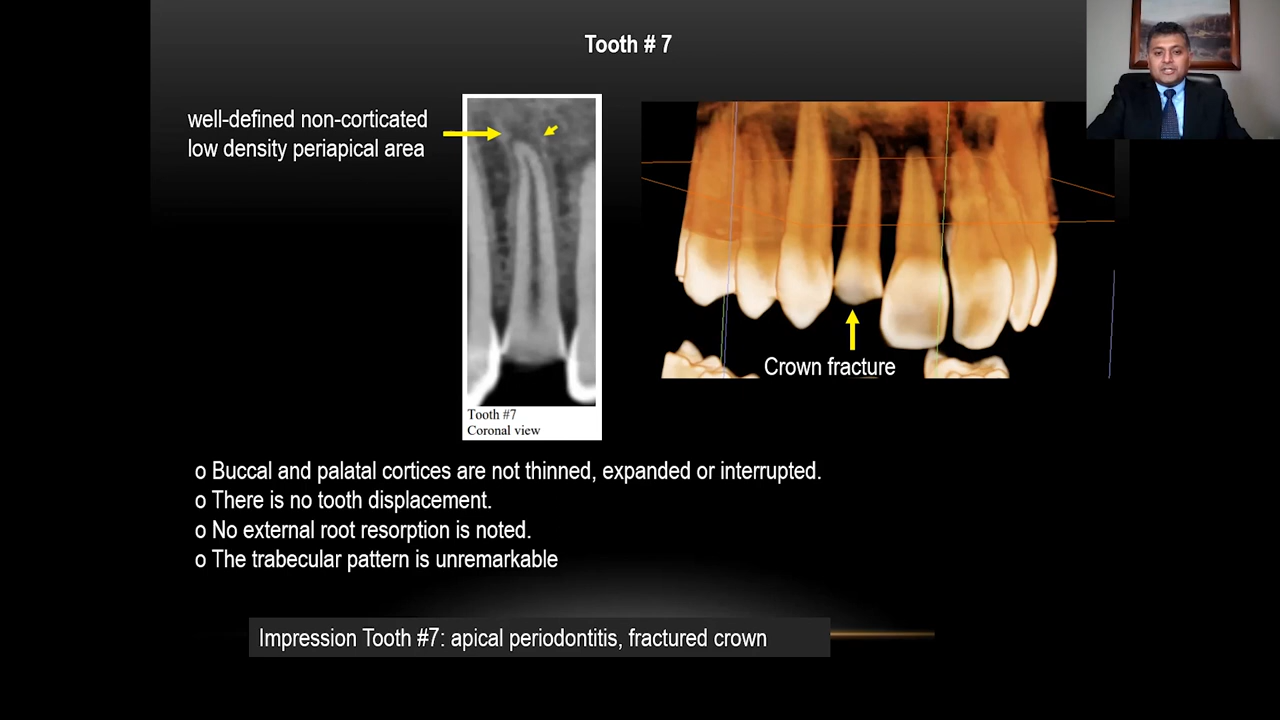 Tooth # 7
well-defined non-corticated
low density periapical area
Tooth #7
Coronal view
Crown fracture
o Buccal and palatal cortices are not thinned, expanded or interrupted.
o There is no tooth displacement.
o No external root resorption is noted.
o The trabecular pattern is unremarkable
Impression Tooth #7: apical periodontitis, fractured crown